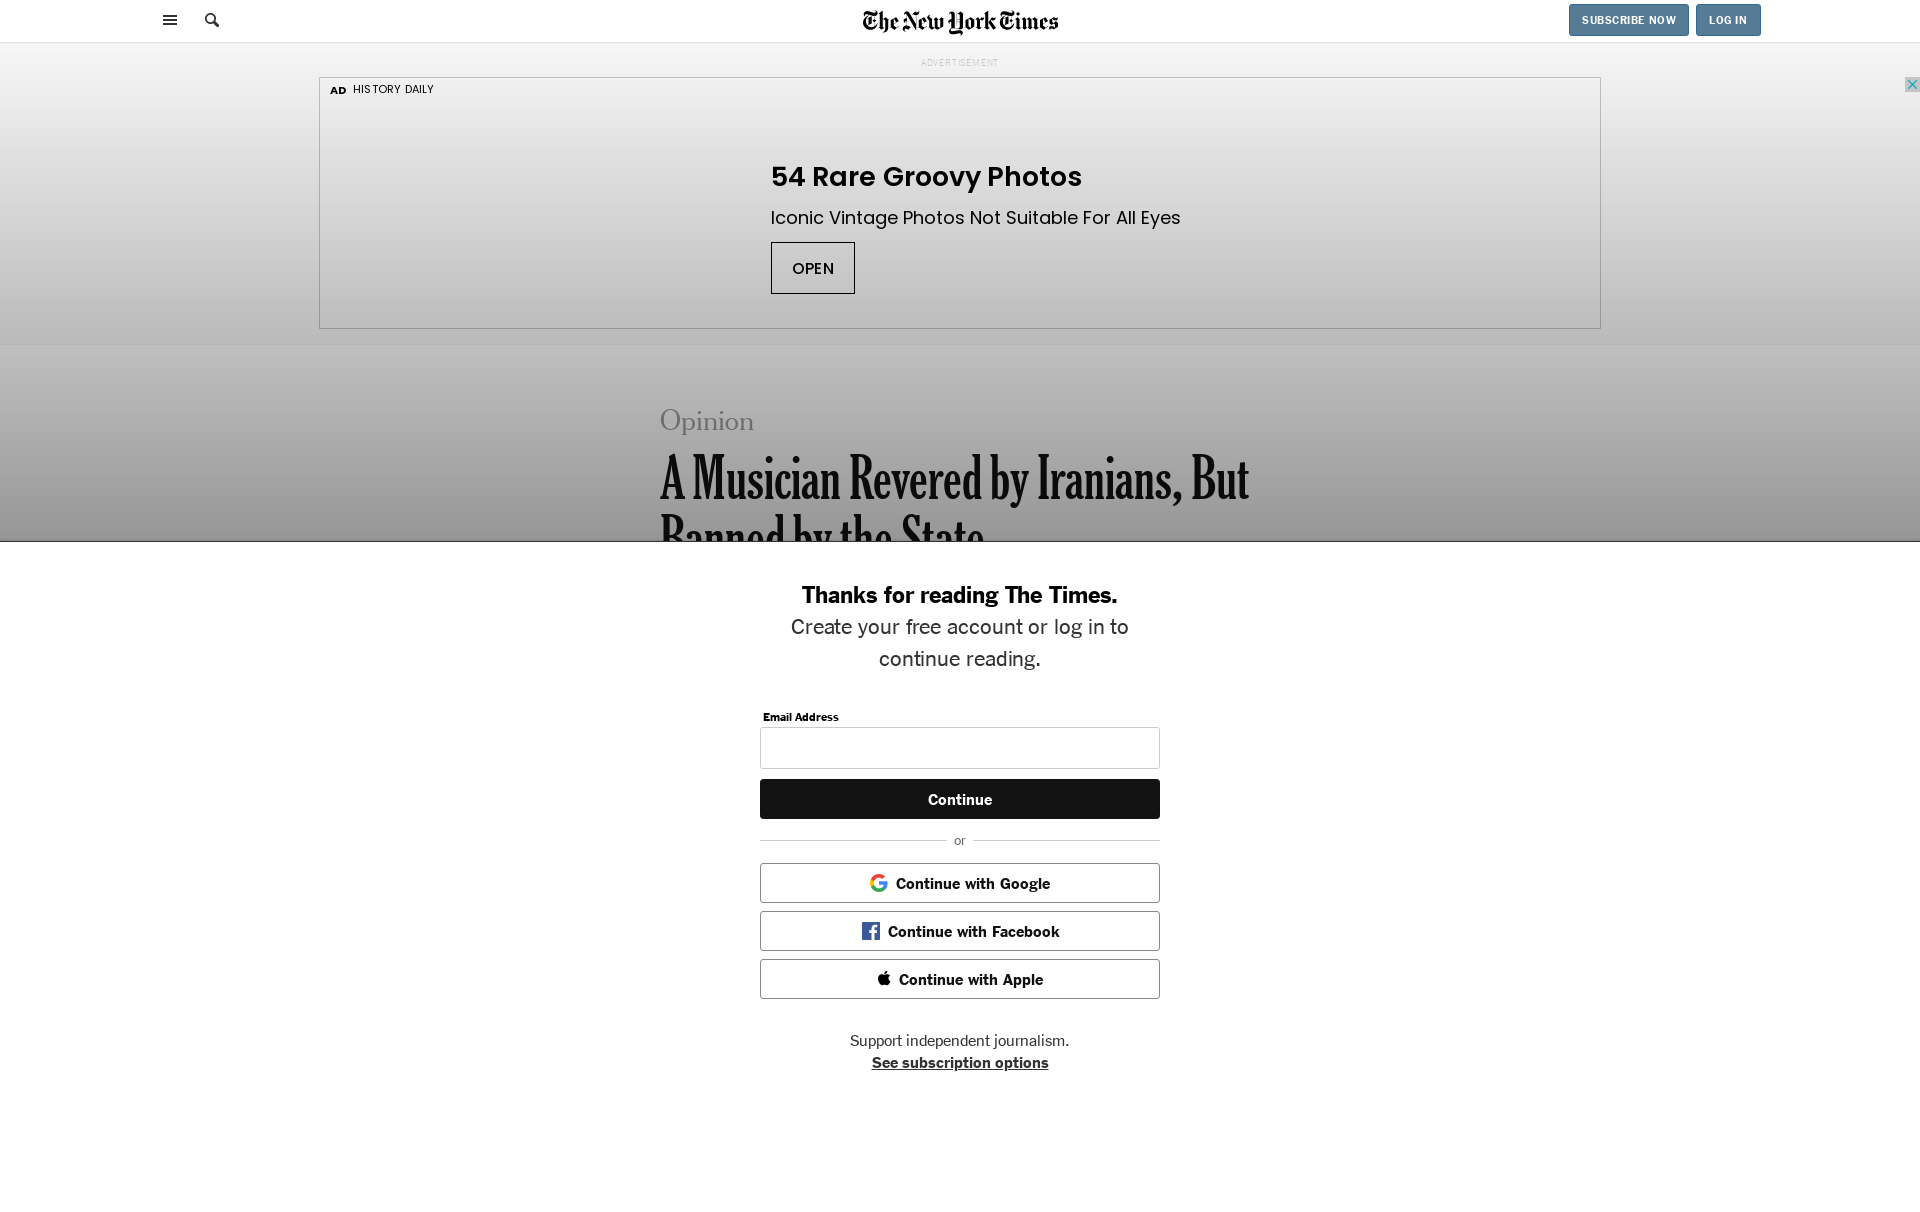 The New York Times
SUBSCRIBE NOW
LOG IN
ADVERTISEMENT
AD HISTORY DAILY
54 Rare Groovy Photos
Iconic Vintage Photos Not Suitable For All Eyes
OPEN
Opinion
A Musician Revered by Iranians, But
Banned by the State
Thanks for reading The Times.
Create your free account or log in to
continue reading.
Email Address
Continue
or
Continue with Google
Continue with Facebook
Continue with Apple
Support independent journalism.
See subscription options